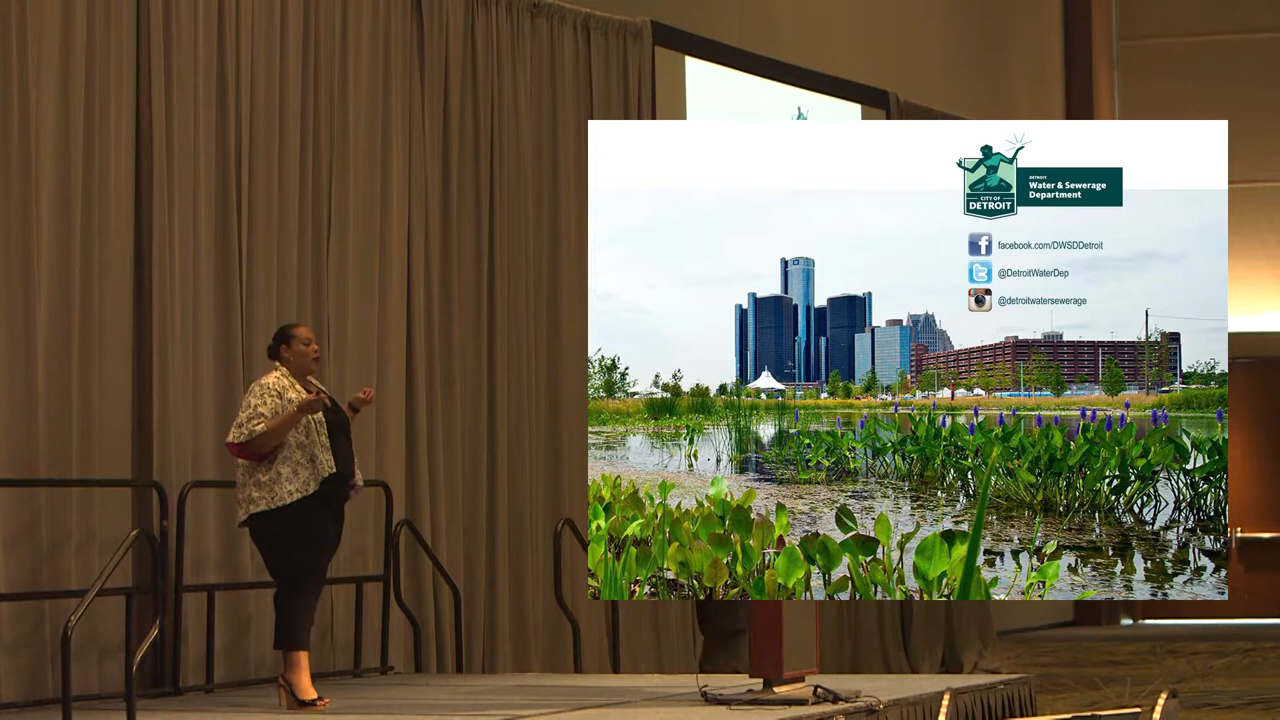 DETROIT
Water & Sewerage
Department
CITY OF
DETROIT
facebook.com/DWSDDetroit
@DetroitWaterDep
@detroitwatersewerage